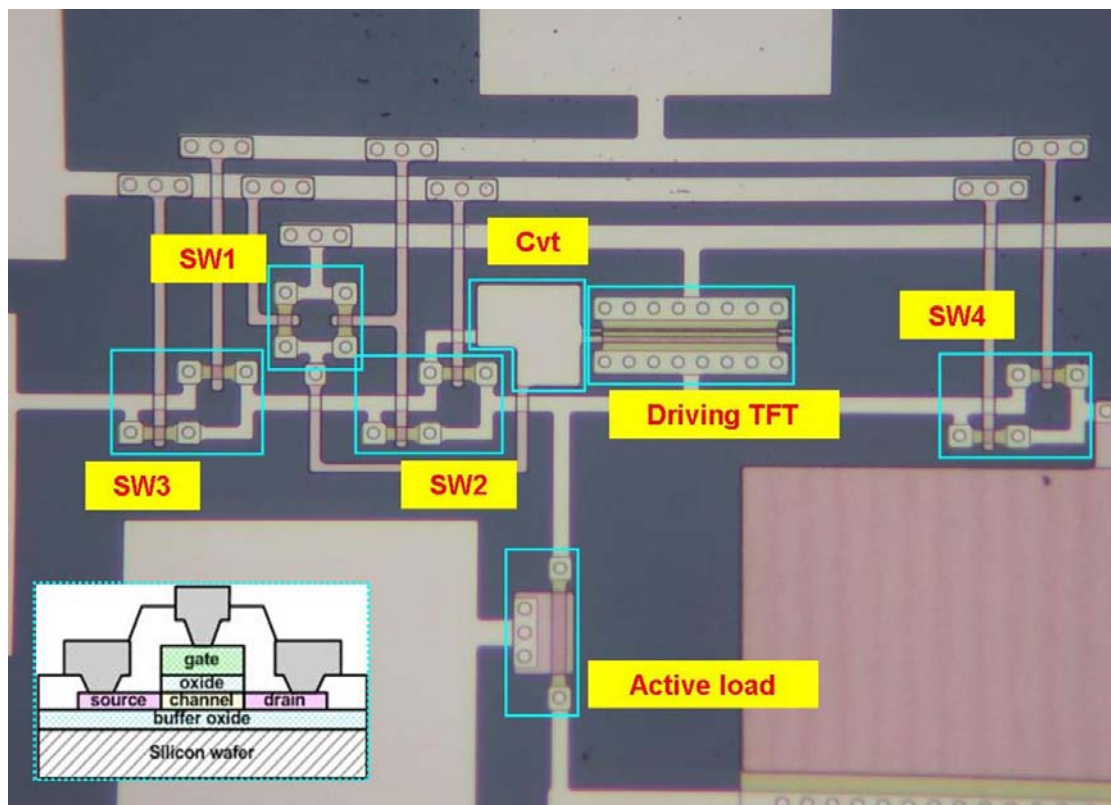 SW1
Cvt
SW4
Driving TFT
SW3
SW2
Active load
gate
oxide
source
channel
drain
buffer oxide
Silicon wafer